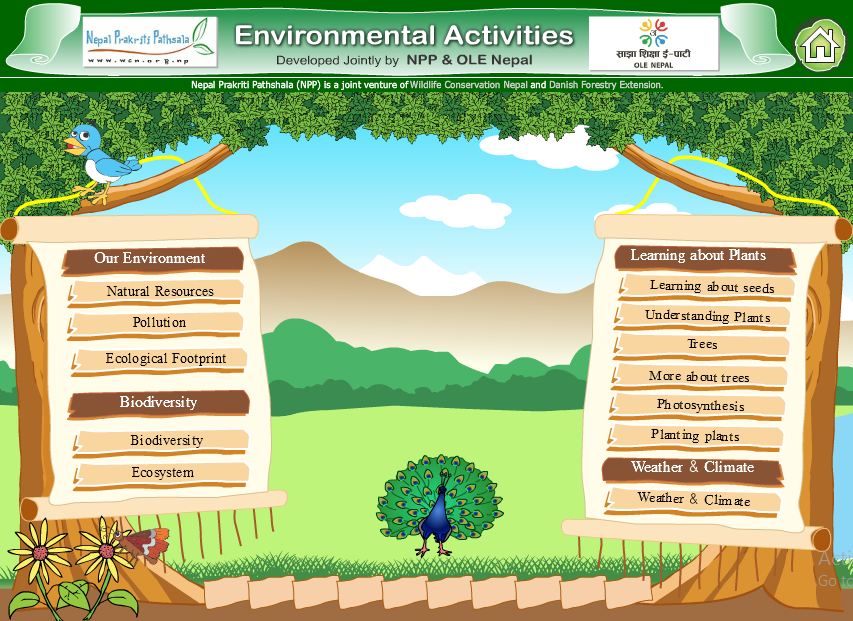 Nepal Prakriti Pathsala
www.wcn.org.np
Environmental Activities
Developed Jointly by NPP & OLE Nepal
साझा शिक्षा ई-पाटी
OLE NEPAL
Nepal Prakriti Pathshala (NPP) is a joint venture of Wildlife Conservation Nepal and Danish Forestry Extension.
Our Environment
Natural Resources
Pollution
Ecological Footprint
Biodiversity
Biodiversity
Ecosystem
Learning about Plants
Learning about seeds
Understanding Plants
Trees
More about trees
Photosynthesis
Planting plants
Weather & Climate
Weather & Climate
Go to